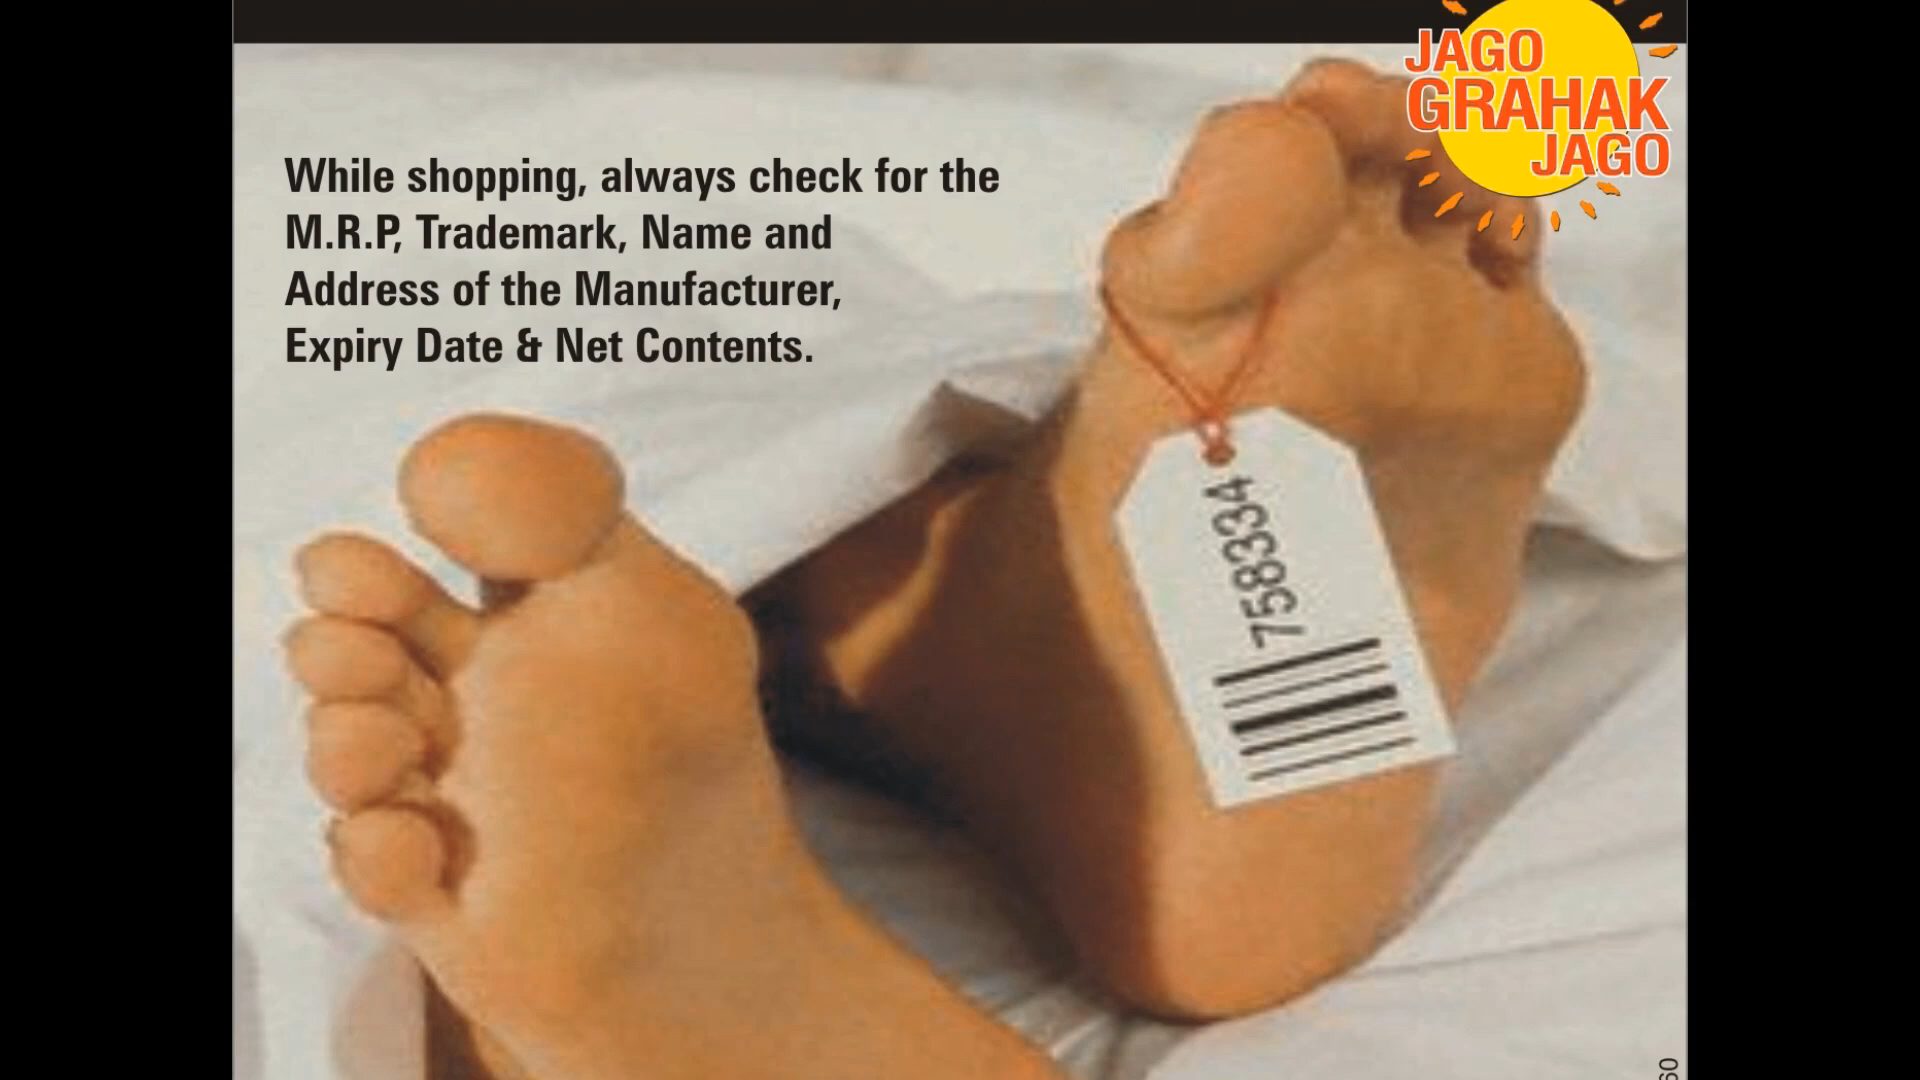 JAGO
GRAHAK
JAGO
While shopping, always check for the
M.R.P, Trademark, Name and
Address of the Manufacturer,
Expiry Date & Net Contents.
758334